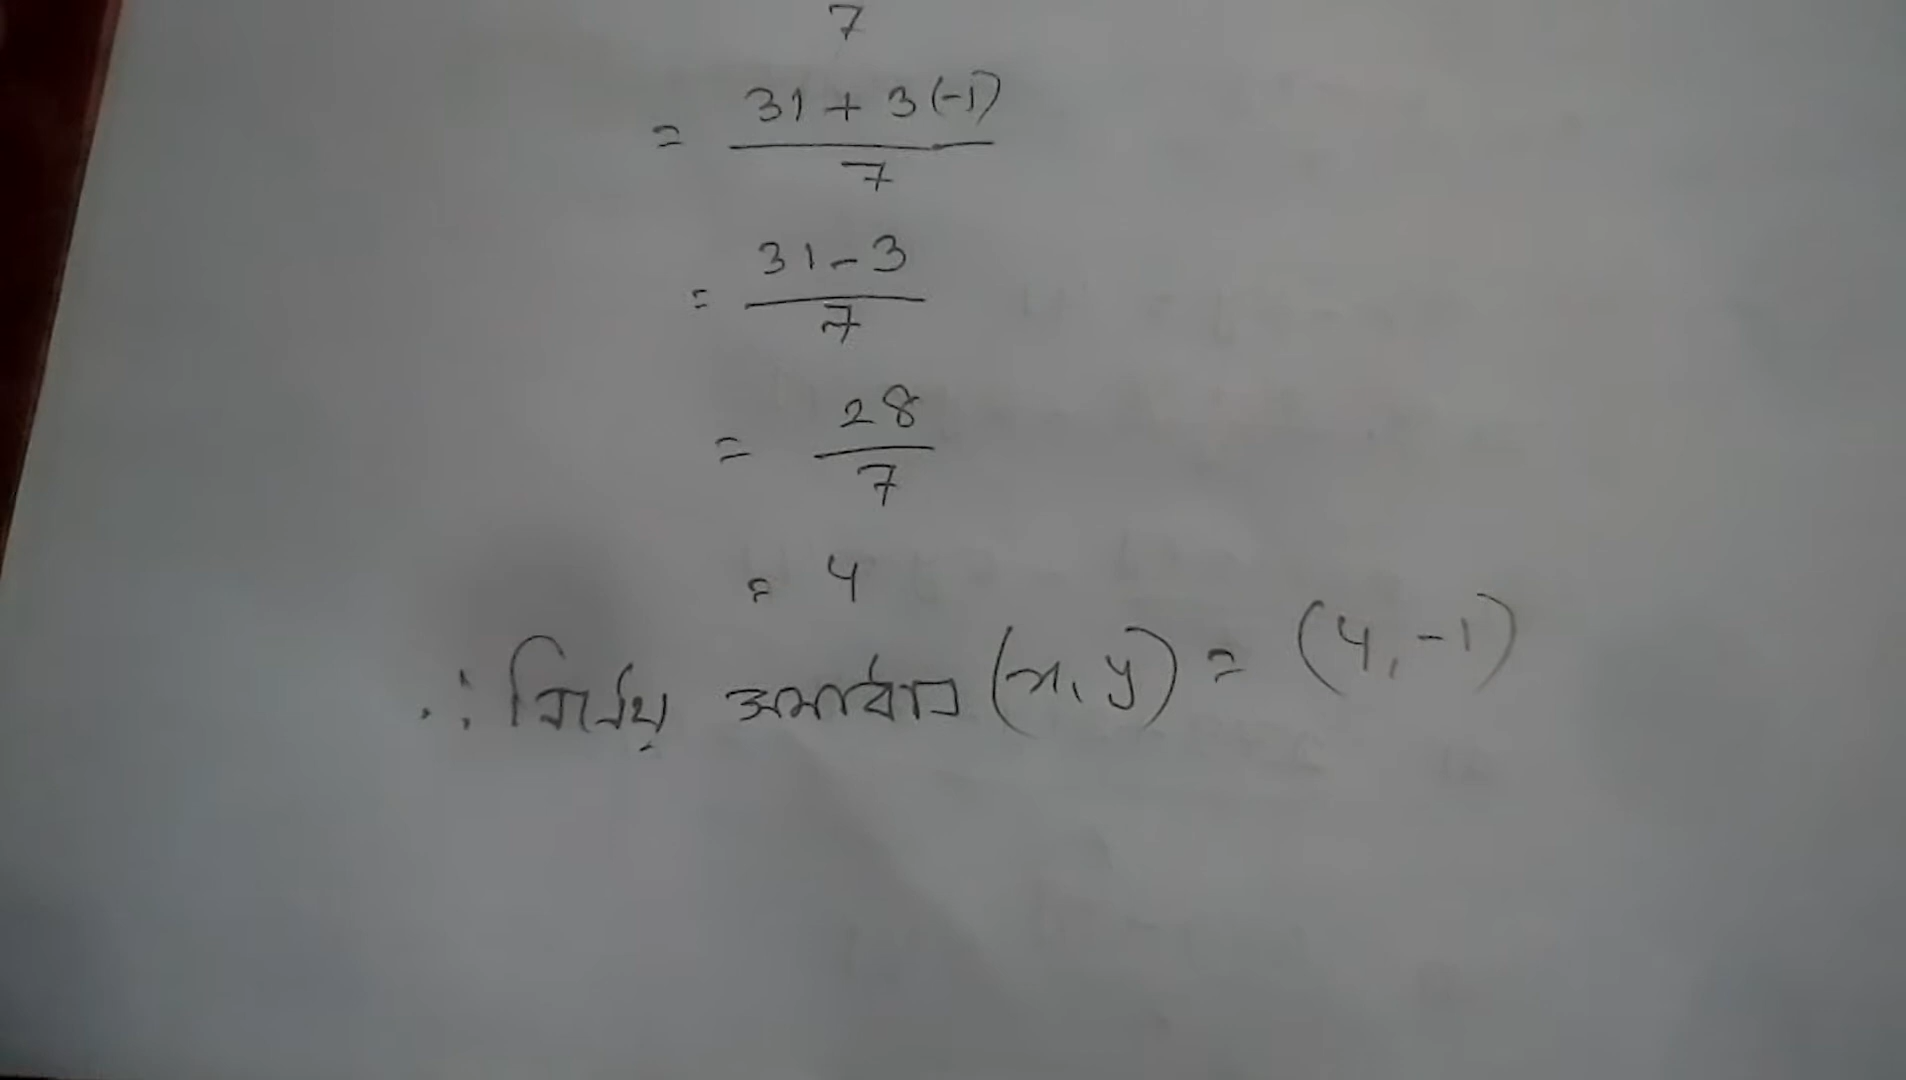 7
= 31 + 3(-1) / 7
= 31 - 3 / 7
= 28 / 7
= 4
∴ নির্ণেয় সমাধান (x, y) = (4, -1)